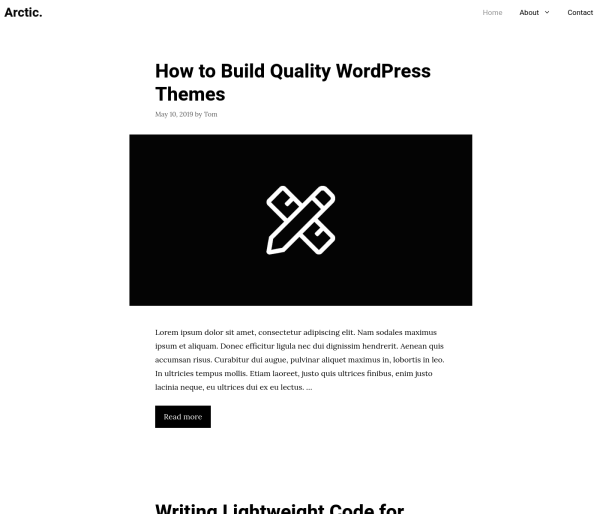 Arctic.
Home About Contact
How to Build Quality WordPress
Themes
May 10, 2019 by Tom
Lorem ipsum dolor sit amet, consectetur adipiscing elit. Nam sodales maximus
ipsum et aliquam. Donec efficitur ligula nec dui dignissim hendrerit. Aenean quis
accumsan risus. Curabitur dui augue, pulvinar aliquet maximus in, lobortis in leo.
In ultricies tempus mollis. Etiam laoreet, justo quis ultrices finibus, enim justo
lacinia neque, eu ultrices dui ex eu lectus. …
Read more
Writing Lightweight Code for